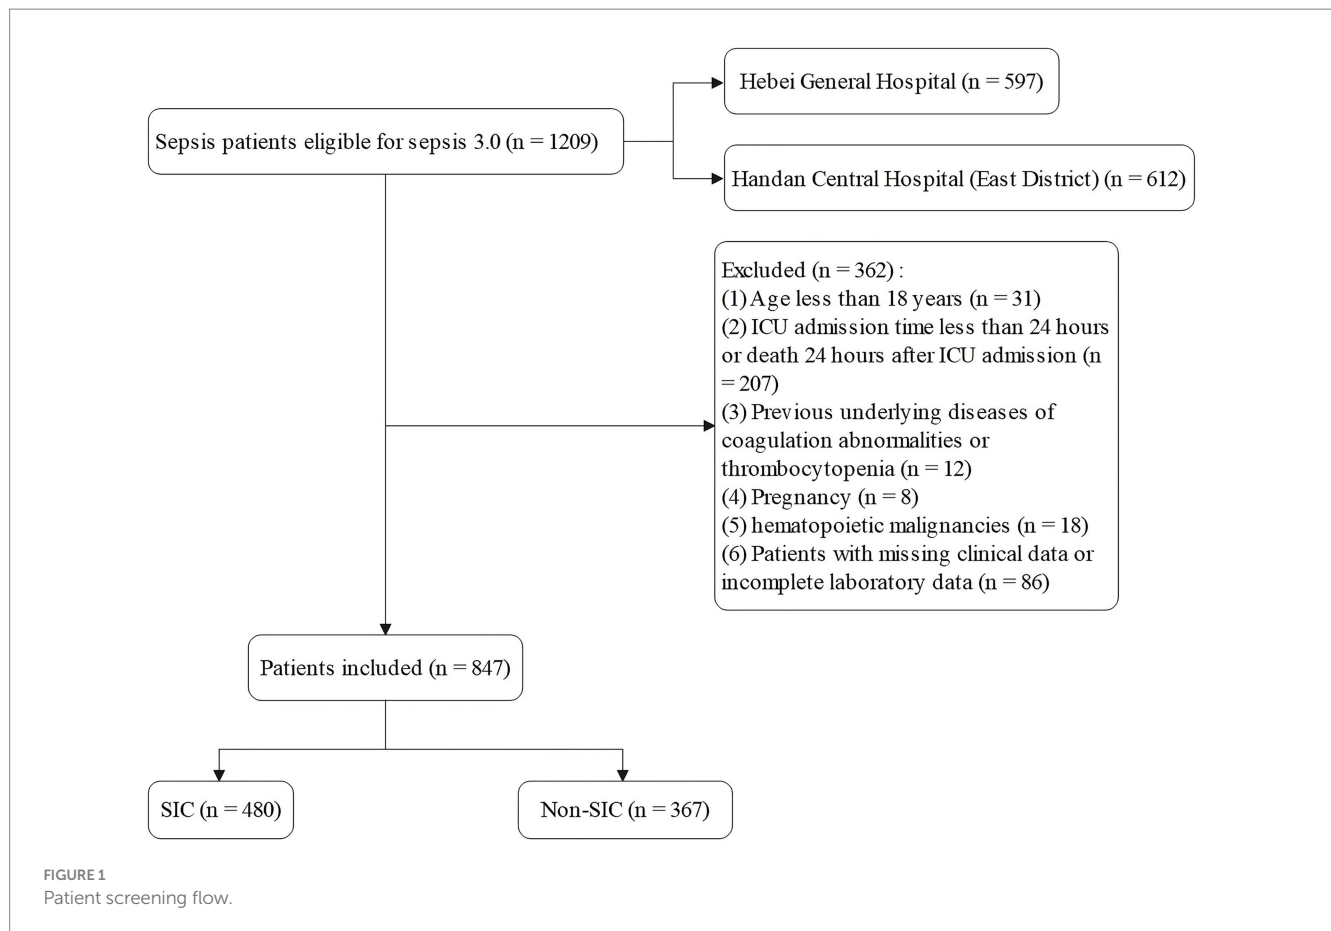 Hebei General Hospital (n = 597)
Sepsis patients eligible for sepsis 3.0 (n = 1209)
Handan Central Hospital (East District) (n = 612)
Excluded (n = 362) :
(1) Age less than 18 years (n = 31)
(2) ICU admission time less than 24 hours
or death 24 hours after ICU admission (n
= 207)
(3) Previous underlying diseases of
coagulation abnormalities or
thrombocytopenia (n = 12)
(4) Pregnancy (n = 8)
(5) hematopoietic malignancies (n = 18)
(6) Patients with missing clinical data or
incomplete laboratory data (n = 86)
Patients included (n = 847)
SIC (n = 480)
Non-SIC (n = 367)
FIGURE 1
Patient screening flow.